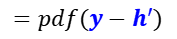 = pdf(y − h′)